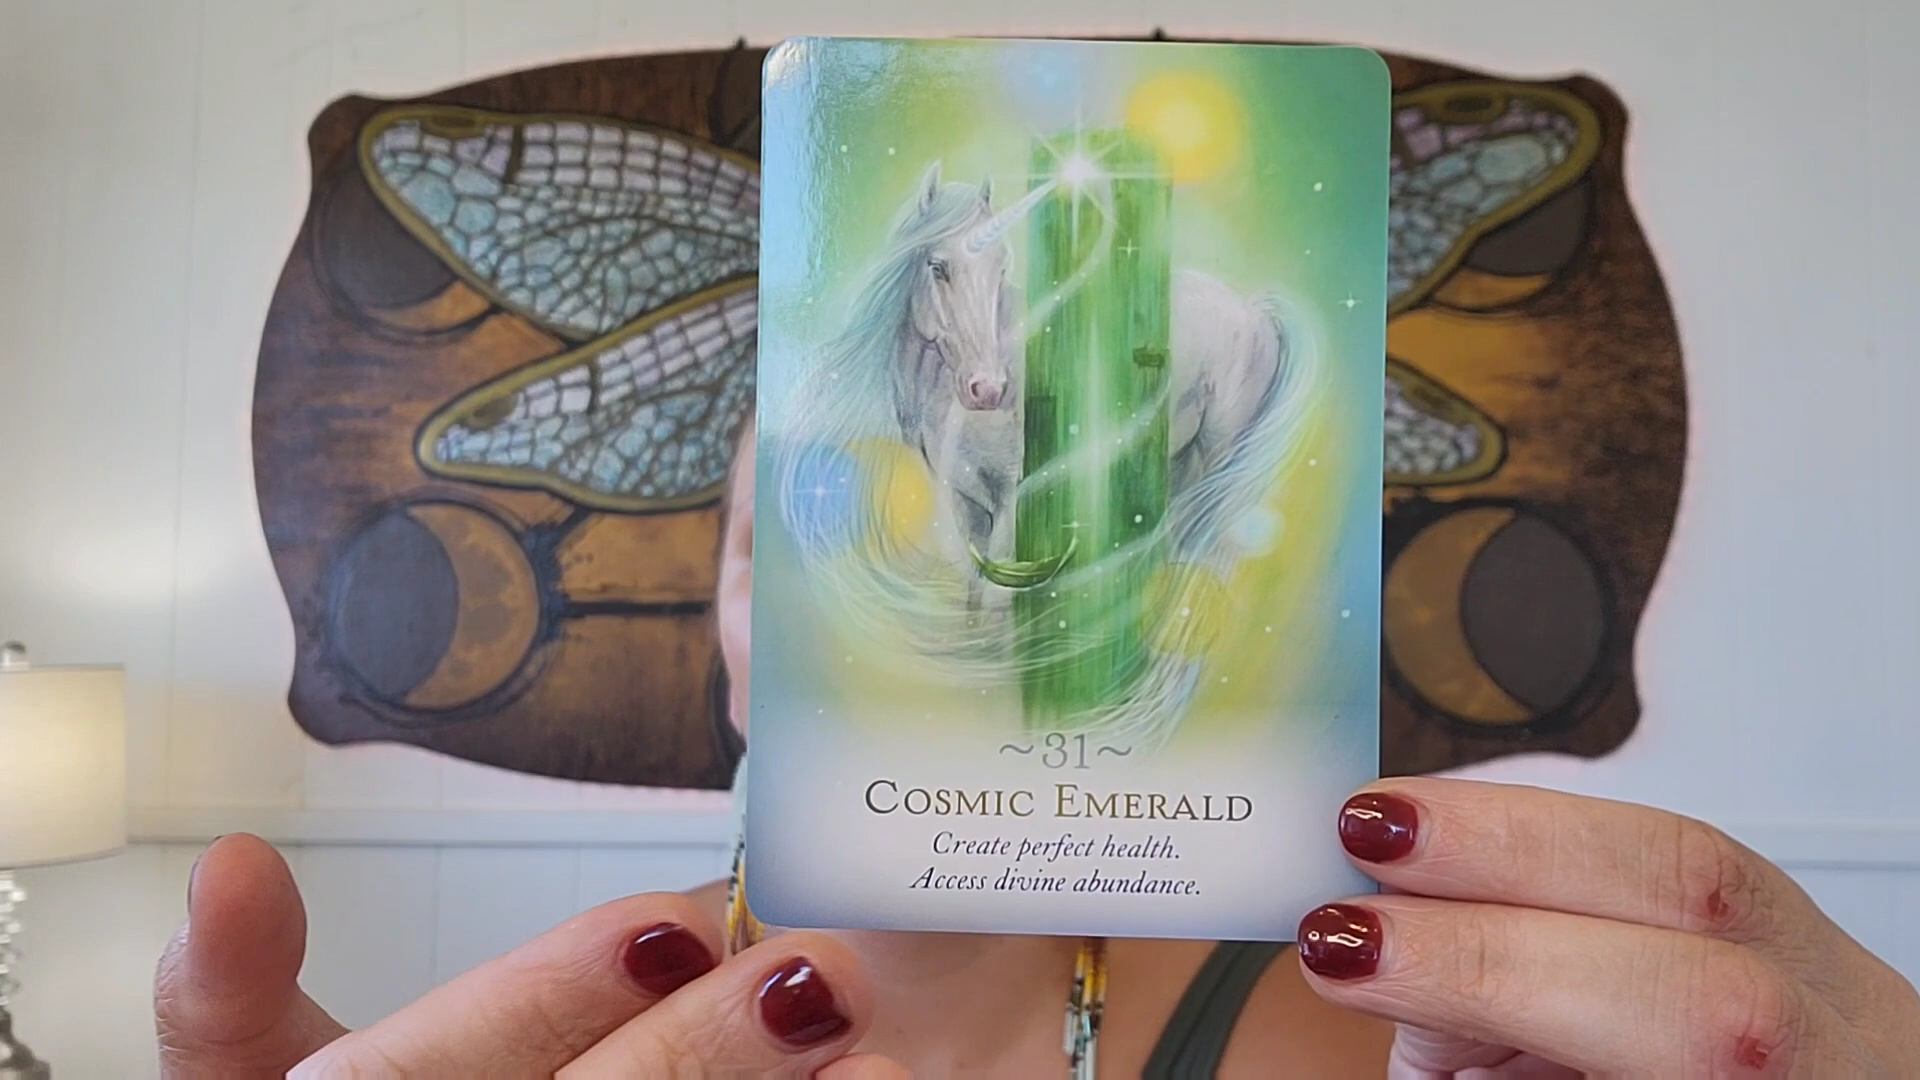 ~31~
COSMIC EMERALD
Create perfect health.
Access divine abundance.